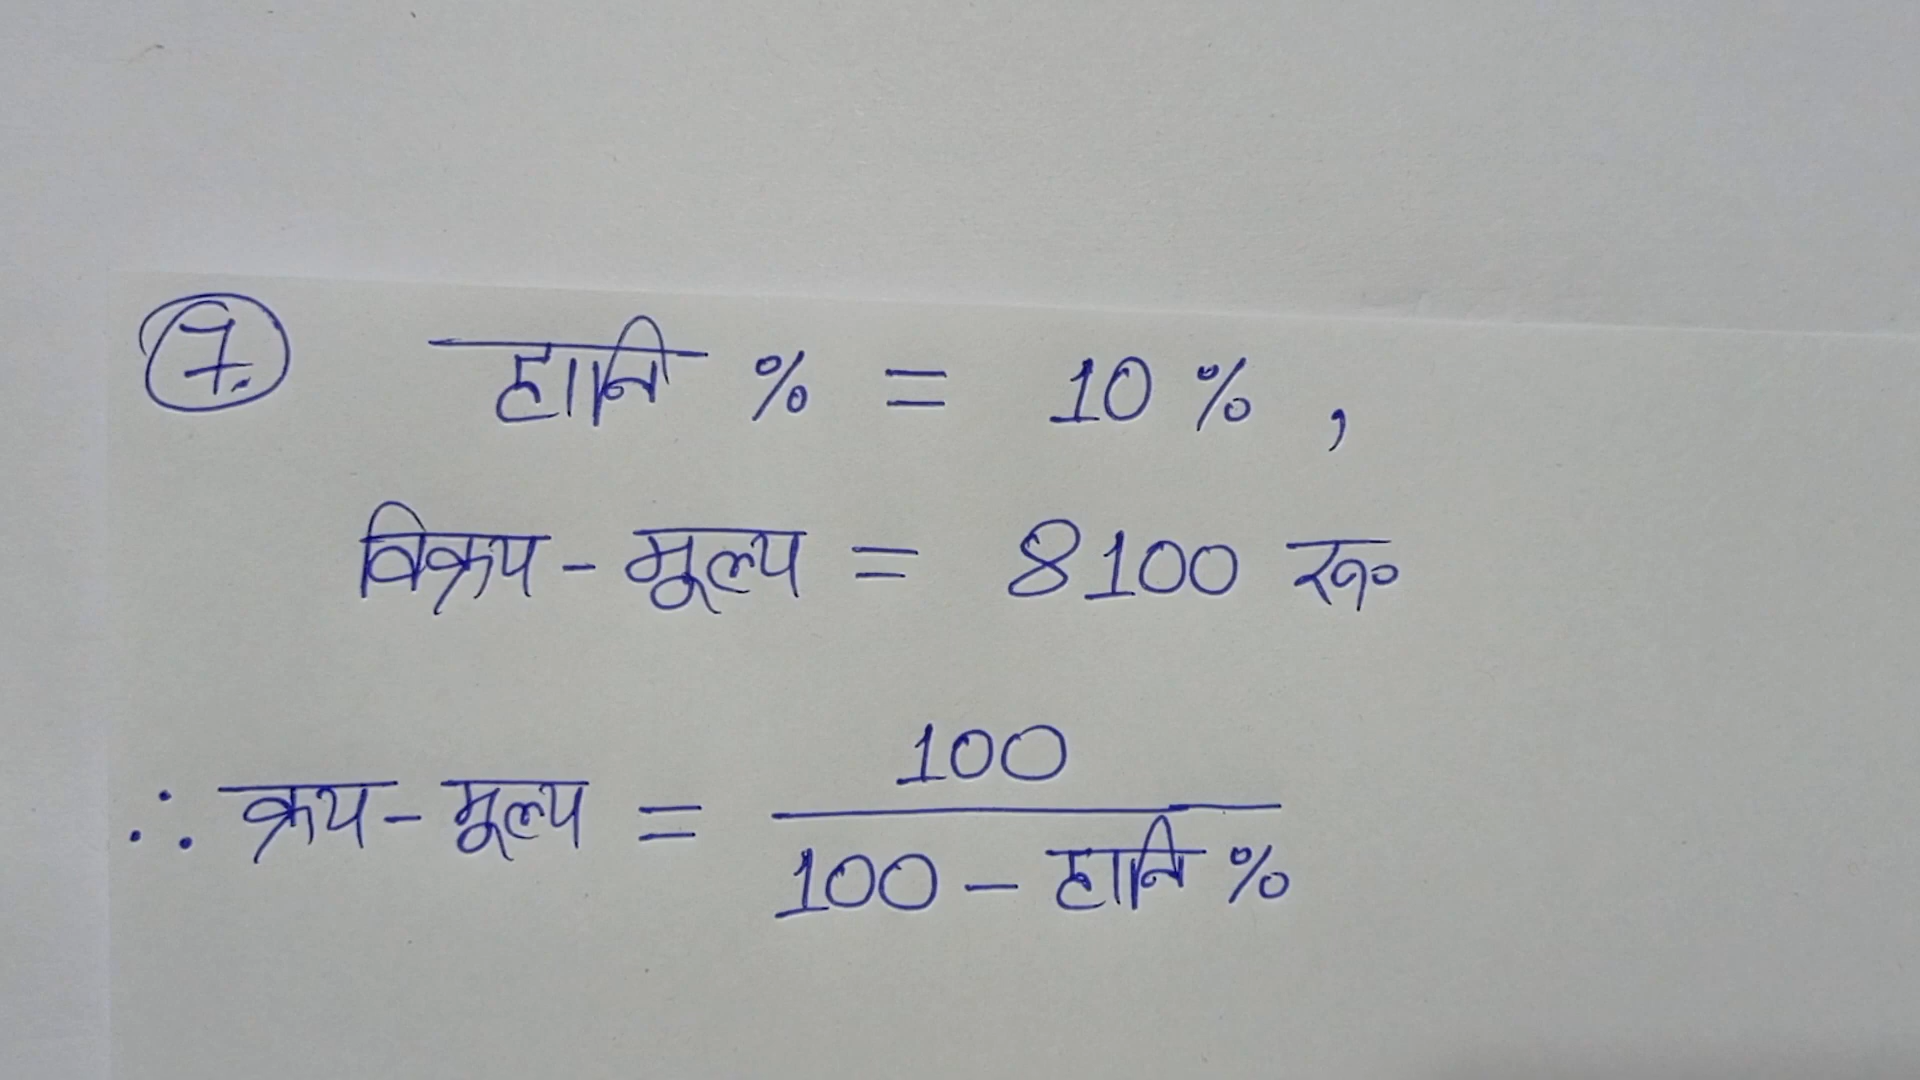 7. हानि % = 10 % ,
विक्रय - मूल्य = 8100 रू०
∴ क्रय - मूल्य = 100
100 - हानि %